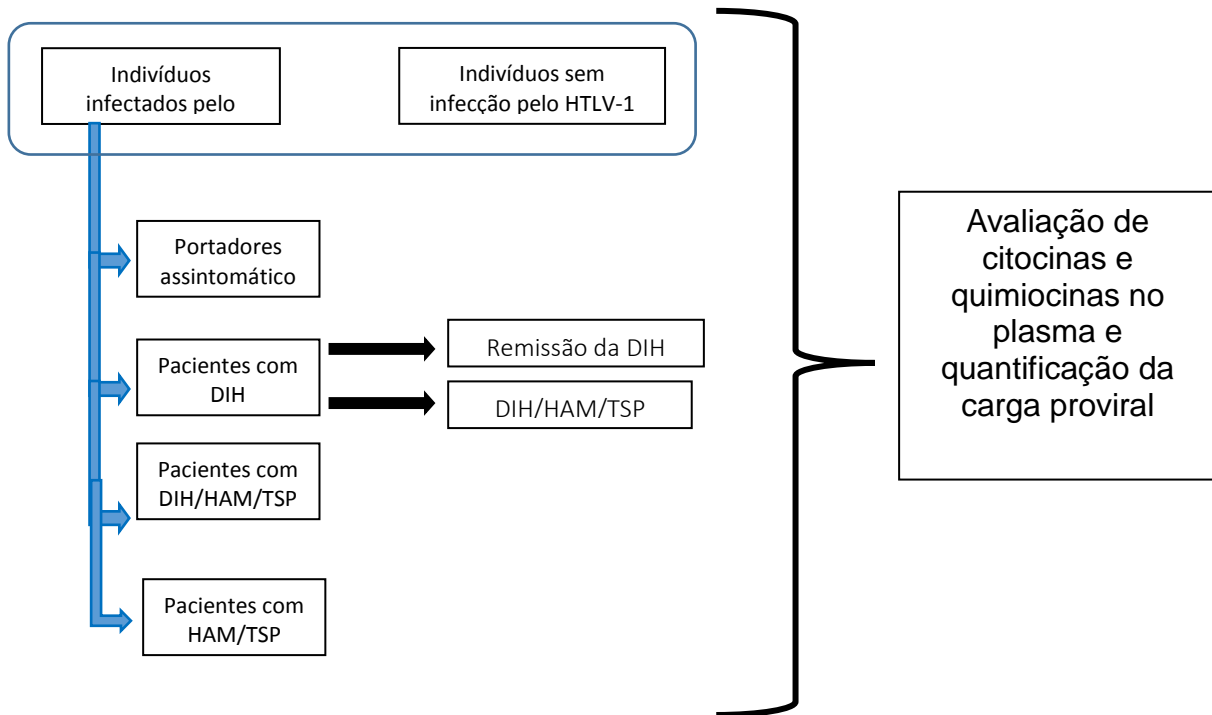 Indivíduos
infectados pelo
Indivíduos sem
infecção pelo HTLV-1
Portadores
assintomático
Pacientes com
DIH
Remissão da DIH
DIH/HAM/TSP
Pacientes com
DIH/HAM/TSP
Pacientes com
HAM/TSP
Avaliação de
citocinas e
quimiocinas no
plasma e
quantificação da
carga proviral